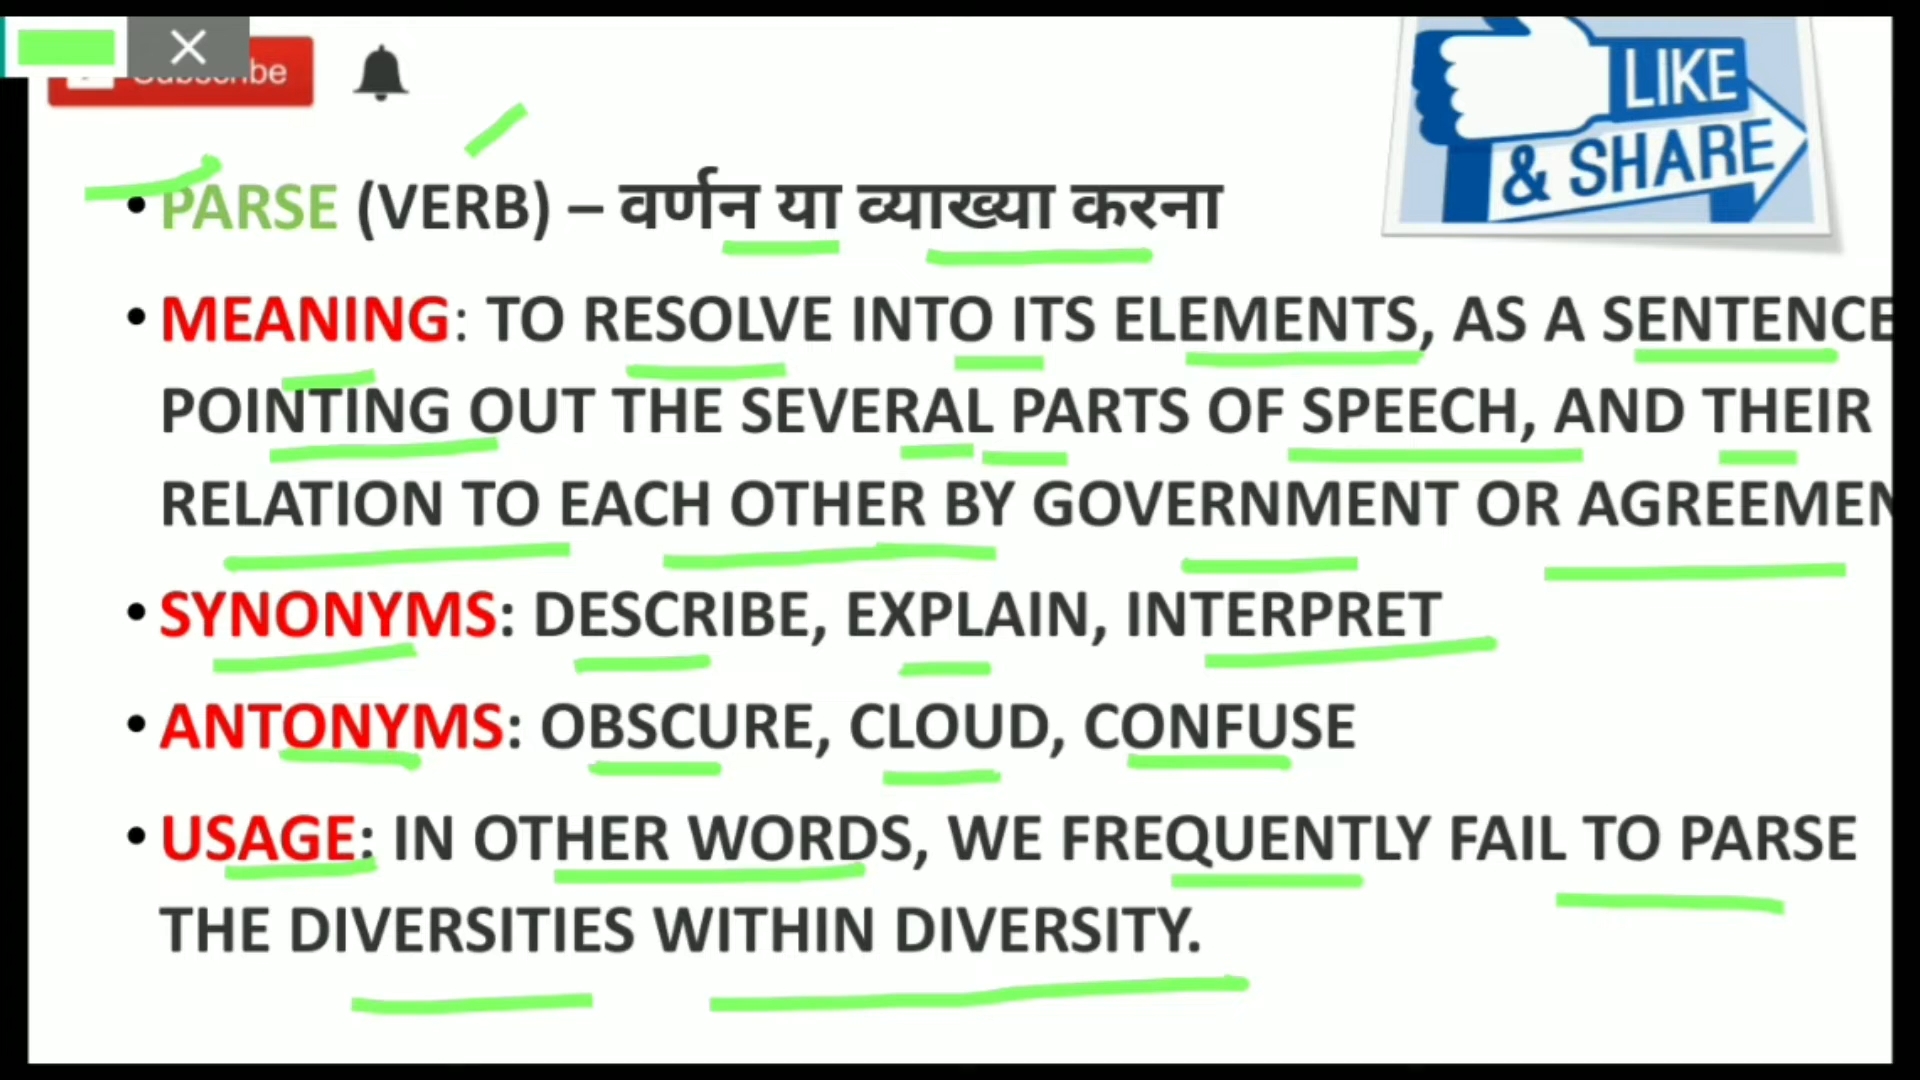 Subscribe
LIKE
& SHARE
• PARSE (VERB) – वर्णन या व्याख्या करना
• MEANING: TO RESOLVE INTO ITS ELEMENTS, AS A SENTENCE
POINTING OUT THE SEVERAL PARTS OF SPEECH, AND THEIR
RELATION TO EACH OTHER BY GOVERNMENT OR AGREEMEN
• SYNONYMS: DESCRIBE, EXPLAIN, INTERPRET
• ANTONYMS: OBSCURE, CLOUD, CONFUSE
• USAGE: IN OTHER WORDS, WE FREQUENTLY FAIL TO PARSE
THE DIVERSITIES WITHIN DIVERSITY.